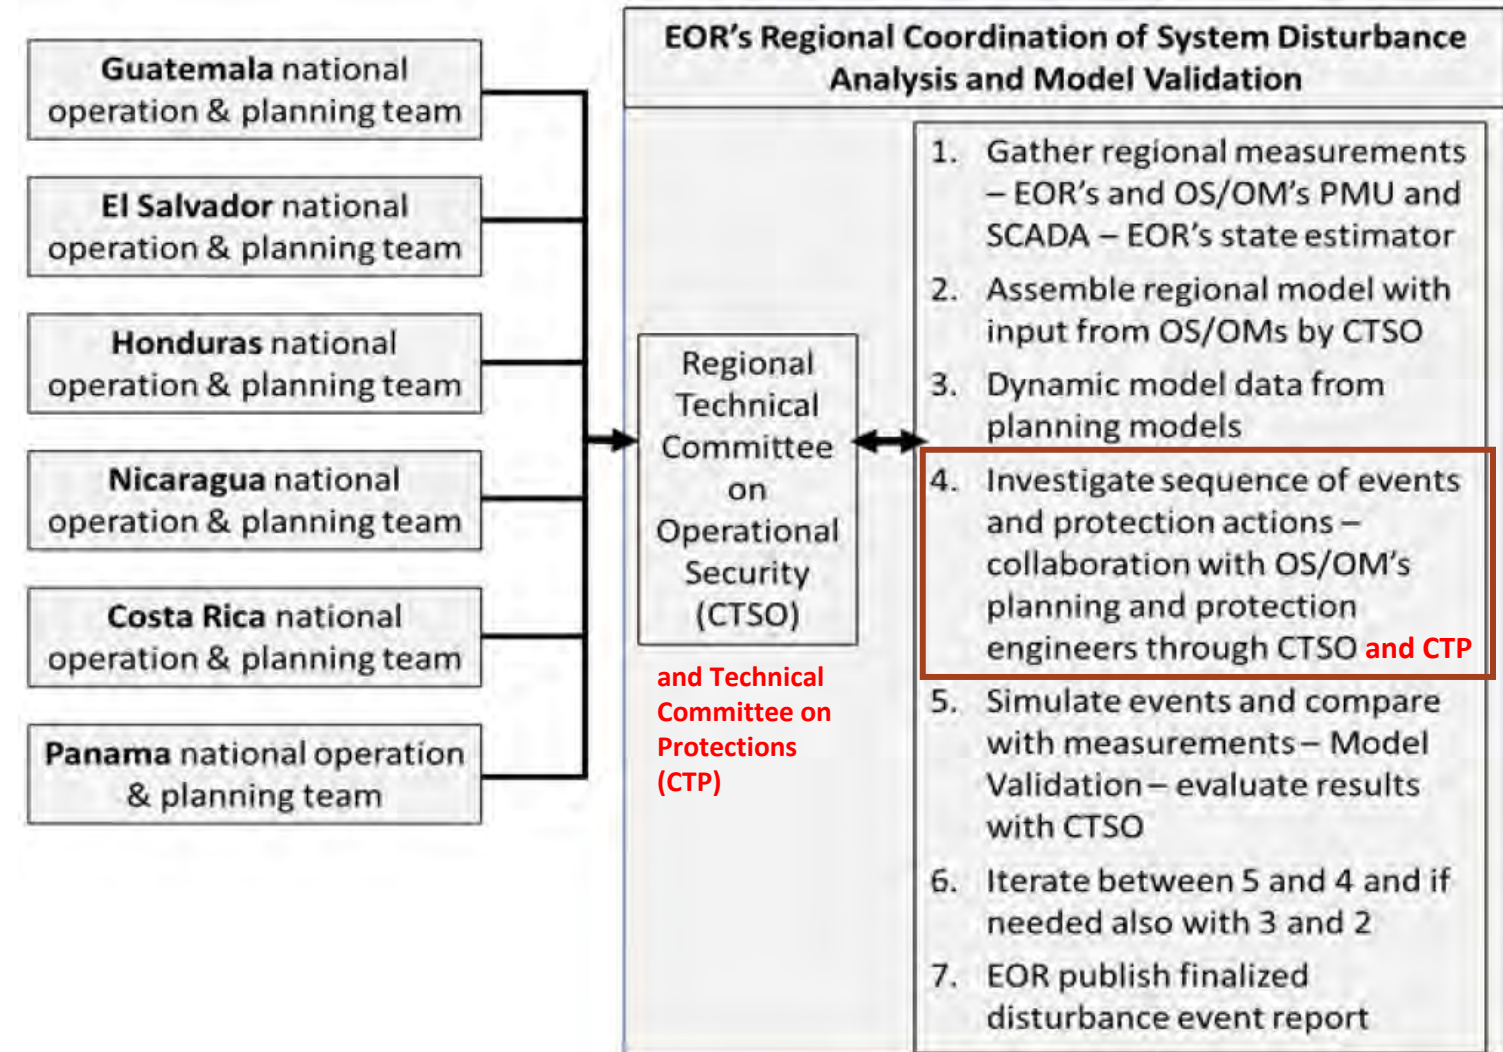 Guatemala national
operation & planning team
El Salvador national
operation & planning team
Honduras national
operation & planning team
Nicaragua national
operation & planning team
Costa Rica national
operation & planning team
Panama national operation
& planning team
EOR's Regional Coordination of System Disturbance
Analysis and Model Validation
Regional
Technical
Committee
on
Operational
Security
(CTSO)
and Technical
Committee on
Protections
(CTP)
1. Gather regional measurements
– EOR's and OS/OM's PMU and
SCADA – EOR's state estimator
2. Assemble regional model with
input from OS/OMs by CTSO
3. Dynamic model data from
planning models
4. Investigate sequence of events
and protection actions –
collaboration with OS/OM's
planning and protection
engineers through CTSO and CTP
5. Simulate events and compare
with measurements – Model
Validation – evaluate results
with CTSO
6. Iterate between 5 and 4 and if
needed also with 3 and 2
7. EOR publish finalized
disturbance event report